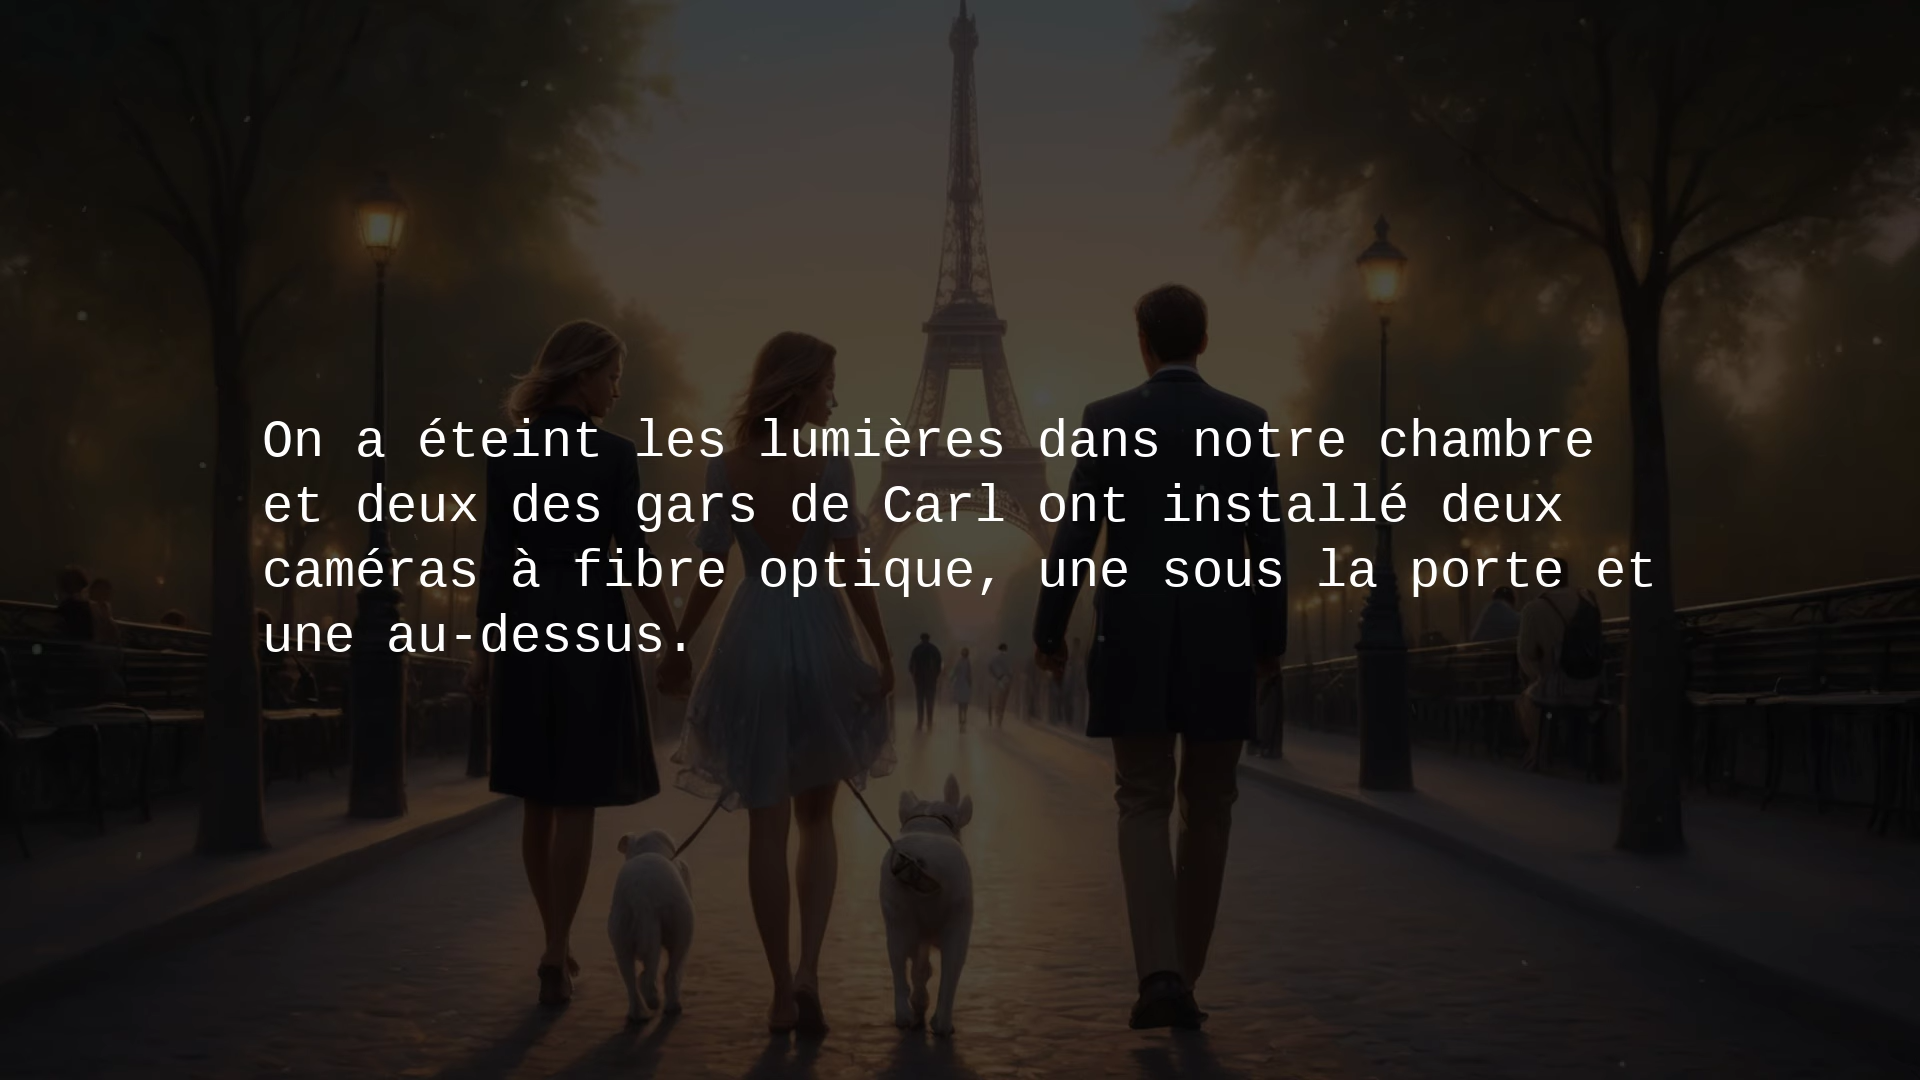 On a éteint les lumières dans notre chambre
et deux des gars de Carl ont installé deux
caméras à fibre optique, une sous la porte et
une au-dessus.